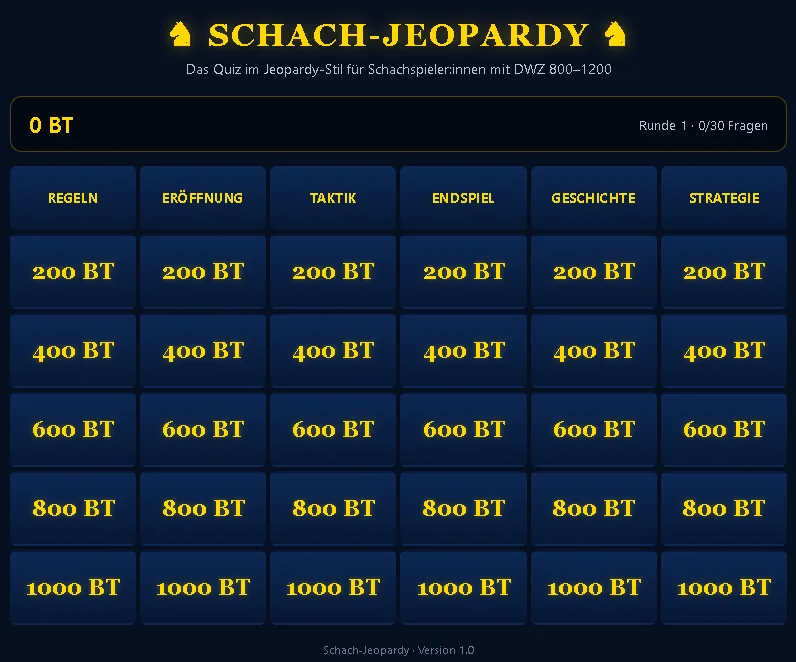 ♞ SCHACH-JEOPARDY ♞
Das Quiz im Jeopardy-Stil für Schachspieler:innen mit DWZ 800–1200
0 BT Runde 1 · 0/30 Fragen
REGELN ERÖFFNUNG TAKTIK ENDSPIEL GESCHICHTE STRATEGIE
200 BT 200 BT 200 BT 200 BT 200 BT 200 BT
400 BT 400 BT 400 BT 400 BT 400 BT 400 BT
600 BT 600 BT 600 BT 600 BT 600 BT 600 BT
800 BT 800 BT 800 BT 800 BT 800 BT 800 BT
1000 BT 1000 BT 1000 BT 1000 BT 1000 BT 1000 BT
Schach-Jeopardy · Version 1.0